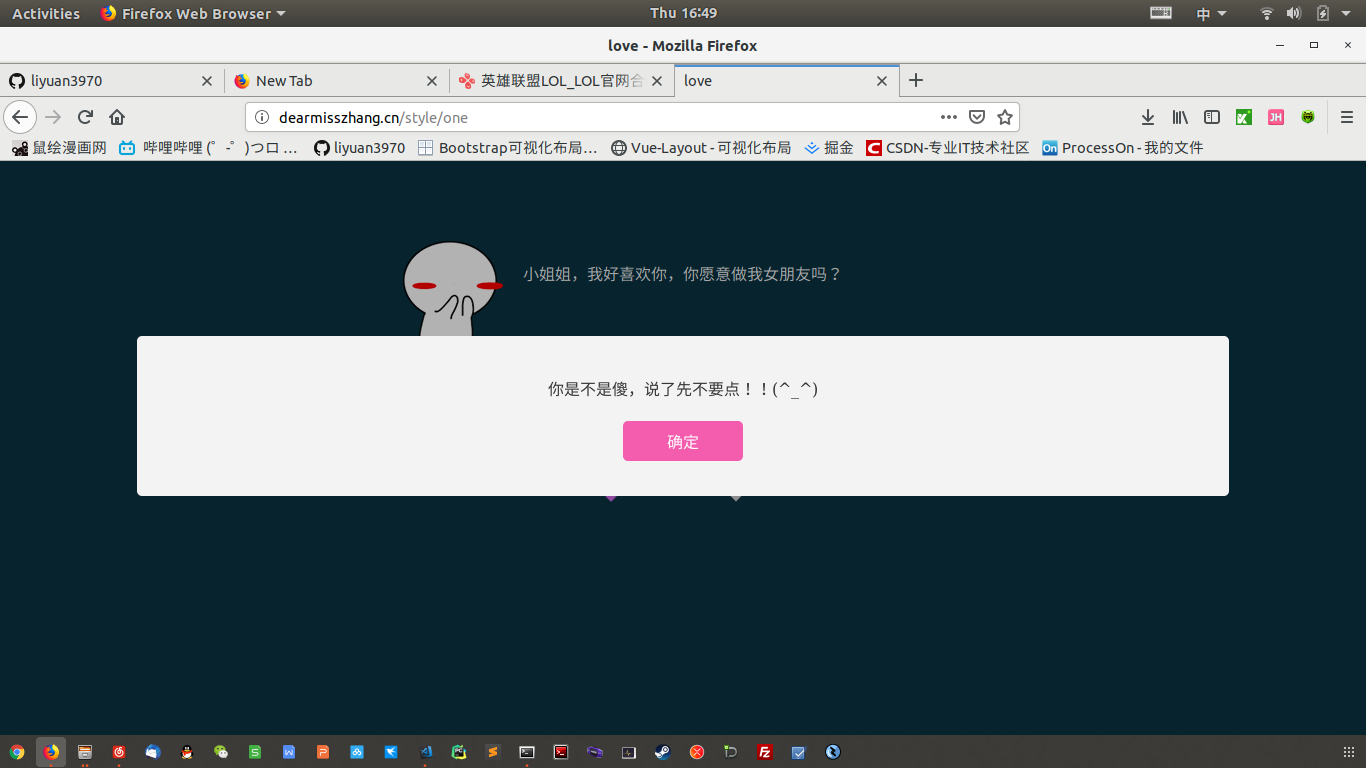 Activities Firefox Web Browser Thu 16:49 中
love - Mozilla Firefox
liyuan3970 New Tab 英雄联盟LOL_LOL官网合 love
dearmisszhang.cn/style/one
鼠绘漫画网 哔哩哔哩 (゜-゜)つロ … liyuan3970 Bootstrap可视化布局… Vue-Layout - 可视化布局 掘金 CSDN-专业IT技术社区 ProcessOn - 我的文件
小姐姐，我好喜欢你，你愿意做我女朋友吗？
你是不是傻，说了先不要点！！(^_^)
确定